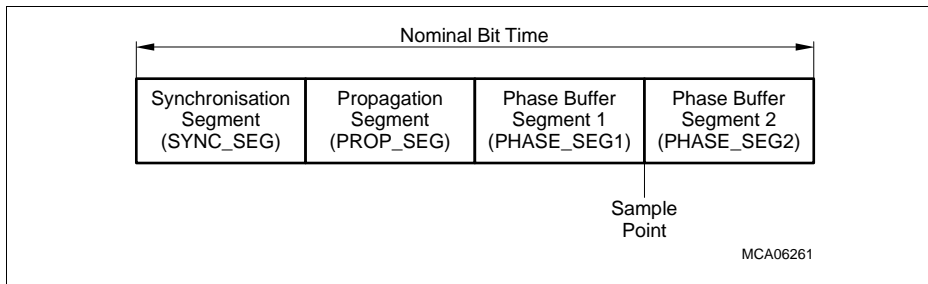 Nominal Bit Time
Synchronisation
Segment
(SYNC_SEG)
Propagation
Segment
(PROP_SEG)
Phase Buffer
Segment 1
(PHASE_SEG1)
Phase Buffer
Segment 2
(PHASE_SEG2)
Sample
Point
MCA06261